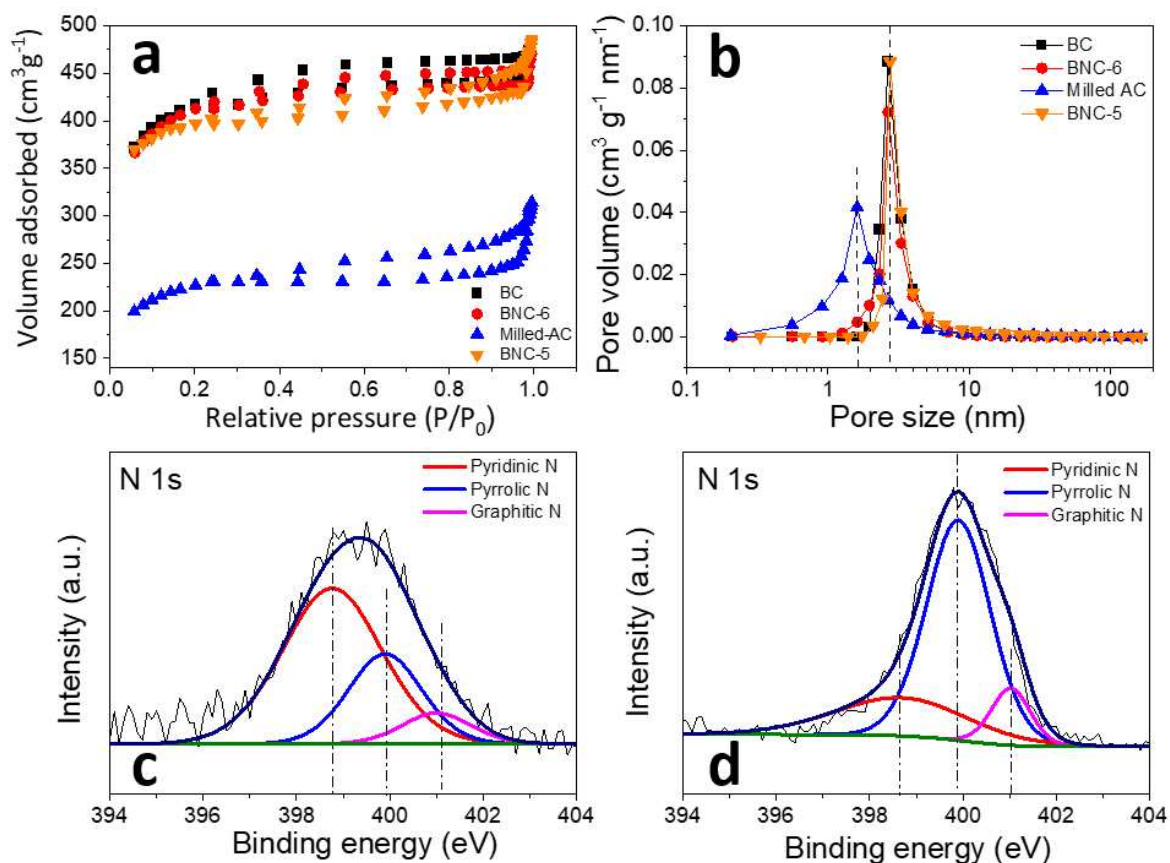 a
500
450
400
350
300
250
200
150
Volume adsorbed (cm³g⁻¹)
BC
BNC-6
Milled-AC
BNC-5
0.0 0.2 0.4 0.6 0.8 1.0
Relative pressure (P/P₀)
b
0.10
0.08
0.06
0.04
0.02
0.00
Pore volume (cm³ g⁻¹ nm⁻¹)
BC
BNC-6
Milled AC
BNC-5
0.1 1 10 100
Pore size (nm)
N 1s
Pyridinic N
Pyrrolic N
Graphitic N
Intensity (a.u.)
c
394 396 398 400 402 404
Binding energy (eV)
N 1s
Pyridinic N
Pyrrolic N
Graphitic N
Intensity (a.u.)
d
394 396 398 400 402 404
Binding energy (eV)